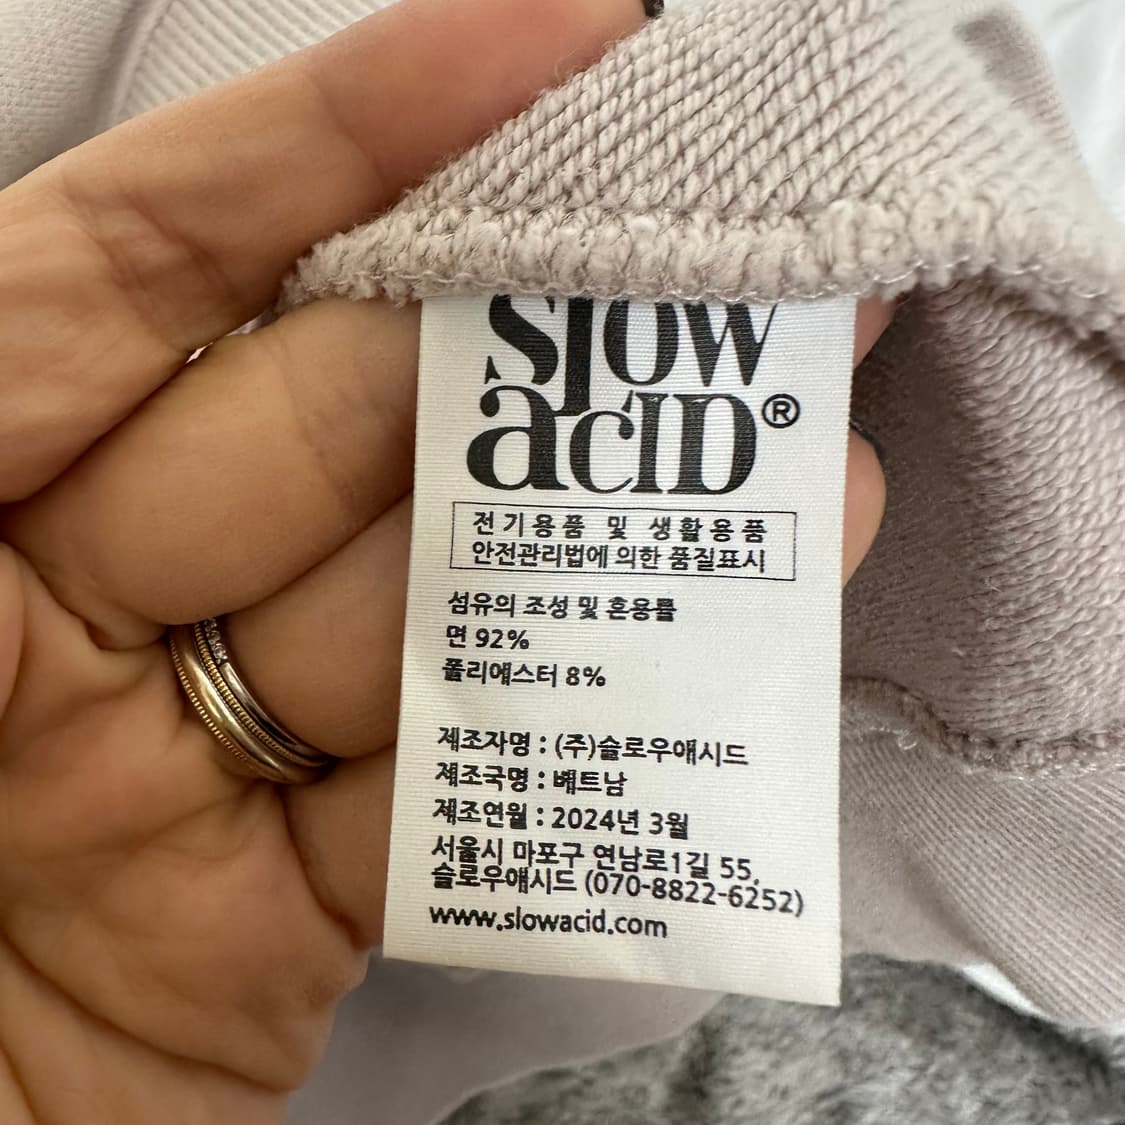 slow
acID®
전기용품 및 생활용품
안전관리법에 의한 품질표시
섬유의 조성 및 혼용률
면 92%
폴리에스터 8%
제조자명 : (주)슬로우애시드
제조국명 : 베트남
제조연월 : 2024년 3월
서울시 마포구 연남로1길 55,
슬로우애시드 (070-8822-6252)
www.slowacid.com